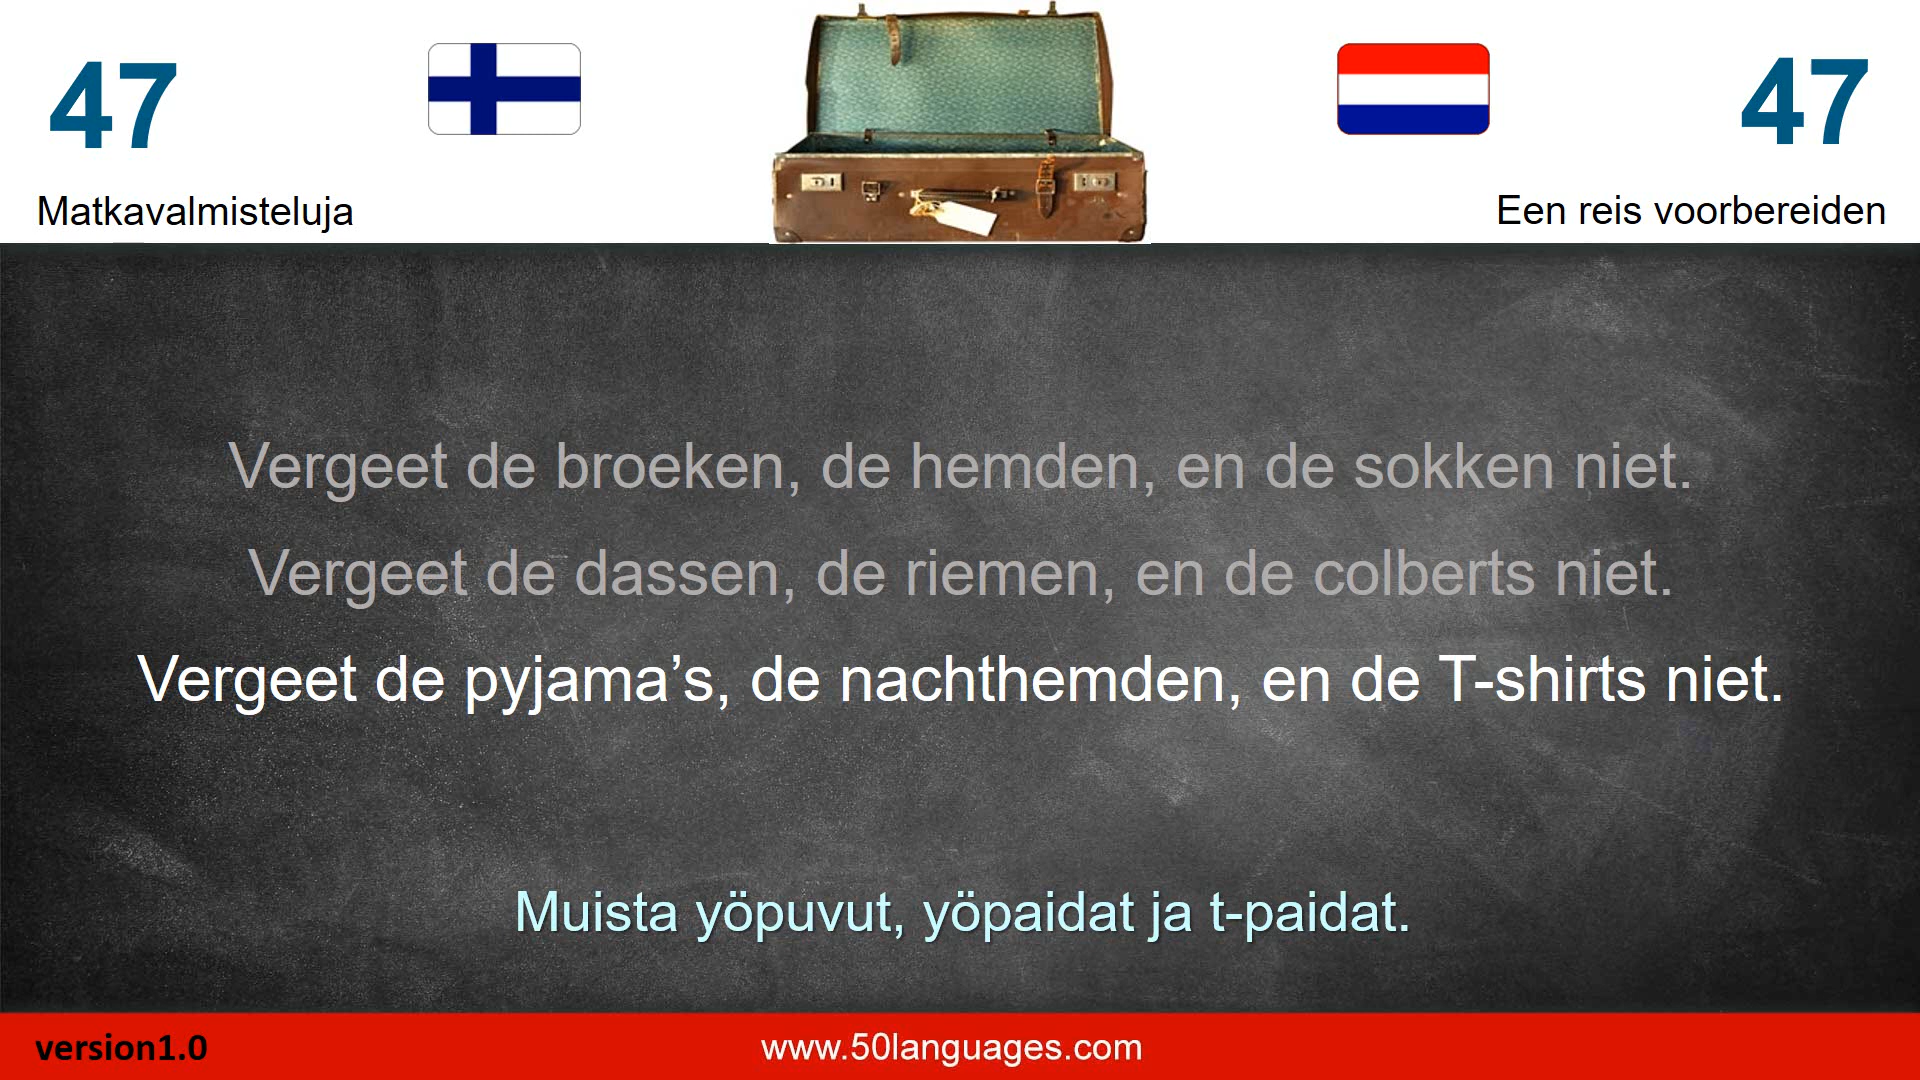 47
47
Matkavalmisteluja
Een reis voorbereiden
Vergeet de broeken, de hemden, en de sokken niet.
Vergeet de dassen, de riemen, en de colberts niet.
Vergeet de pyjama’s, de nachthemden, en de T-shirts niet.
Muista yöpuvut, yöpaidat ja t-paidat.
version1.0
www.50languages.com